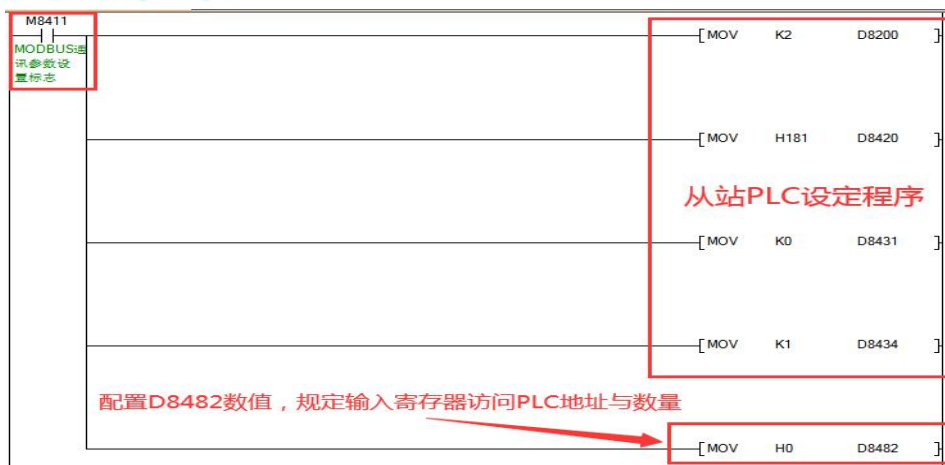 M8411
MODBUS通
讯参数设
置标志
MOV K2 D8200
MOV H181 D8420
从站PLC设定程序
MOV K0 D8431
MOV K1 D8434
配置D8482数值，规定输入寄存器访问PLC地址与数量
MOV H0 D8482